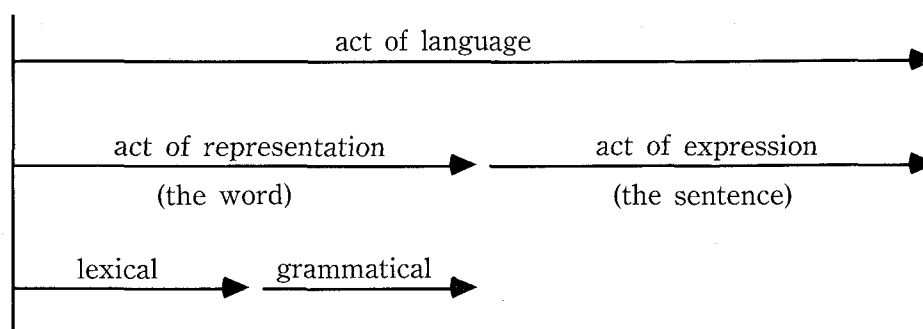 act of language
act of representation act of expression
(the word) (the sentence)
lexical grammatical